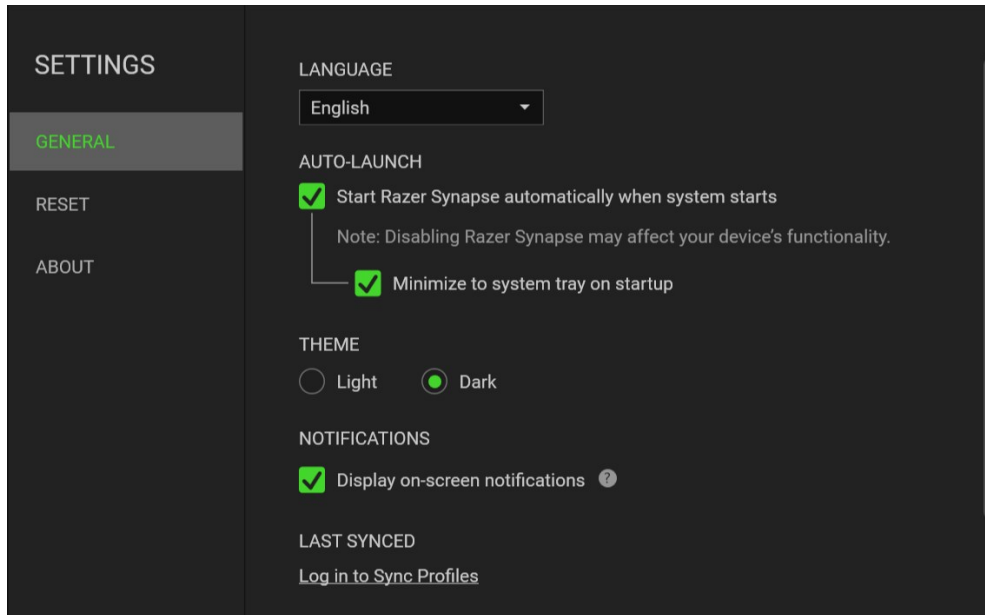 SETTINGS
GENERAL
RESET
ABOUT
LANGUAGE
English
AUTO-LAUNCH
Start Razer Synapse automatically when system starts
Note: Disabling Razer Synapse may affect your device’s functionality.
Minimize to system tray on startup
THEME
Light Dark
NOTIFICATIONS
Display on-screen notifications ?
LAST SYNCED
Log in to Sync Profiles